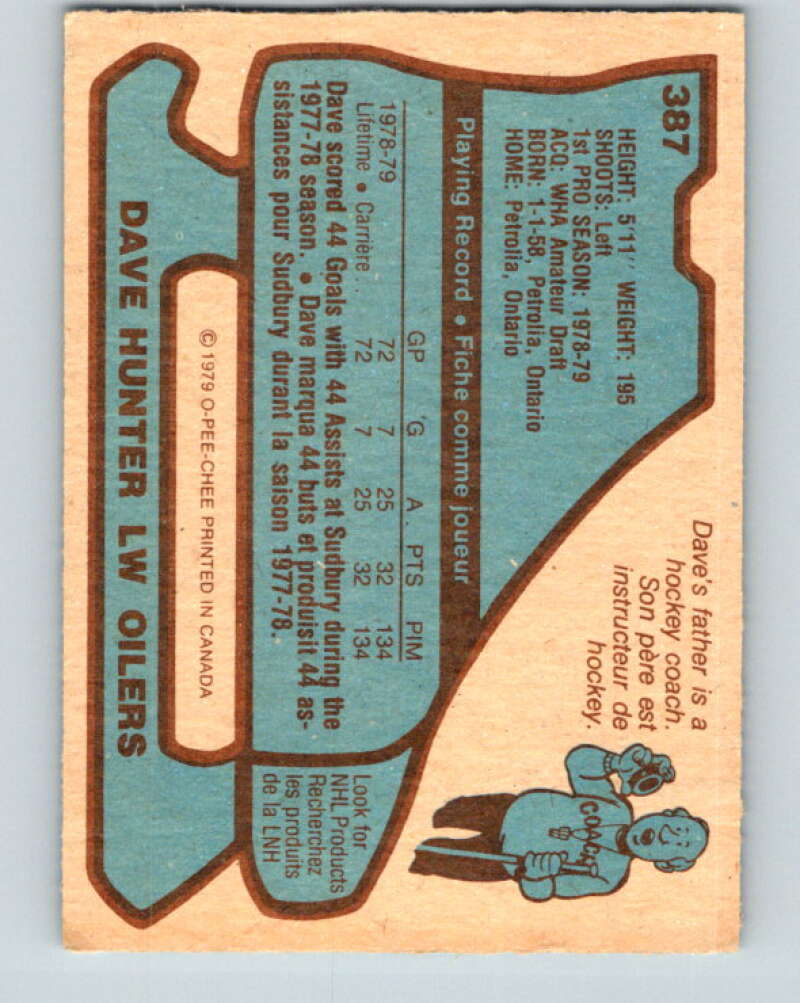 387
HEIGHT: 5'11" WEIGHT: 195
SHOOTS: Left
1st PRO SEASON: 1978-79
ACQ: WHA Amateur Draft
BORN: 1-1-58, Petrolia, Ontario
HOME: Petrolia, Ontario
Dave's father is a
hockey coach.
Son père est
instructeur de
hockey.
COACH
Playing Record • Fiche comme joueur
GP G A PTS PIM
1978-79 72 7 25 32 134
Lifetime • Carrière . . 72 7 25 32 134
Dave scored 44 Goals with 44 Assists at Sudbury during the
1977-78 season. • Dave marqua 44 buts et produisit 44 as-
sistances pour Sudbury durant la saison 1977-78.
Look for
NHL Products
Recherchez
les produits
de la LNH
©1979 O-PEE-CHEE PRINTED IN CANADA
DAVE HUNTER LW OILERS